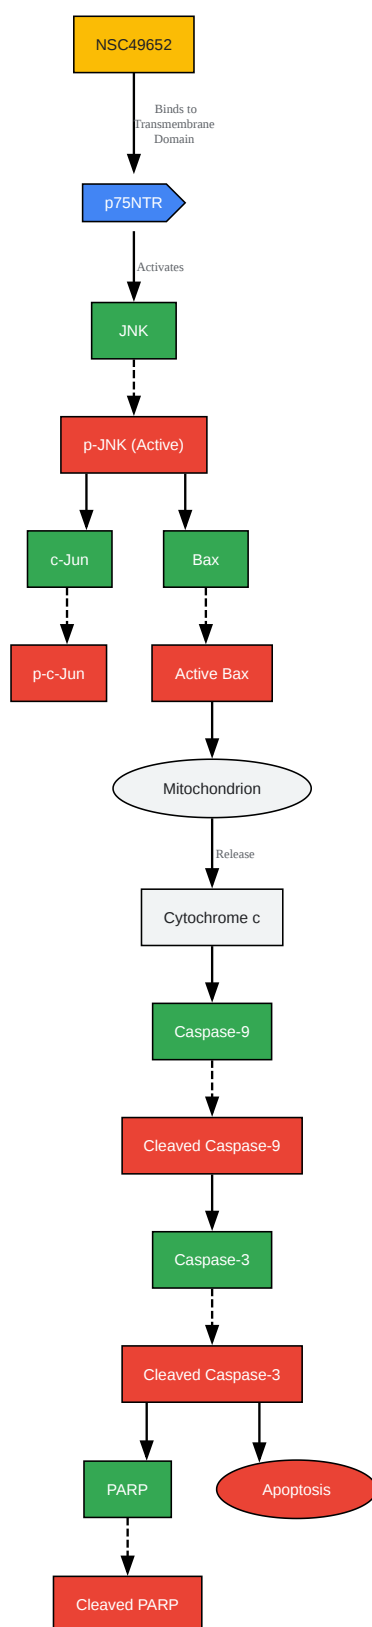 NSC49652
Binds to
Transmembrane
Domain
p75NTR
Activates
JNK
p-JNK (Active)
c-Jun
Bax
p-c-Jun
Active Bax
Mitochondrion
Release
Cytochrome c
Caspase-9
Cleaved Caspase-9
Caspase-3
Cleaved Caspase-3
PARP
Apoptosis
Cleaved PARP